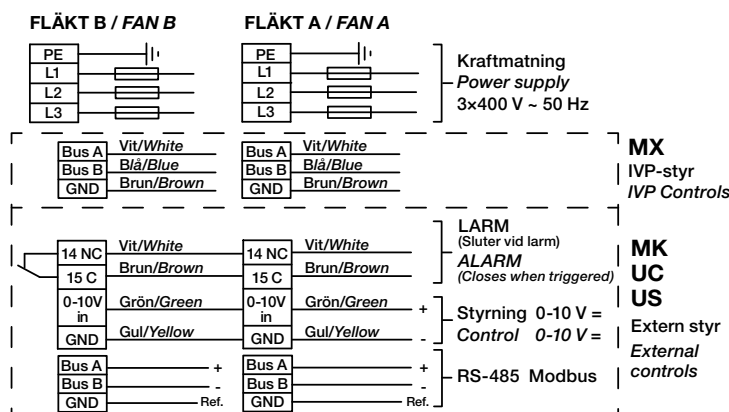 FLÄKT B / FAN B
FLÄKT A / FAN A
PE
L1
L2
L3
PE
L1
L2
L3
Kraftmatning
Power supply
3×400 V ~ 50 Hz
Bus A Vit/White
Bus B Blå/Blue
GND Brun/Brown
Bus A Vit/White
Bus B Blå/Blue
GND Brun/Brown
MX
IVP-styr
IVP Controls
14 NC Vit/White
15 C Brun/Brown
0-10V
in
Grön/Green
GND Gul/Yellow
14 NC Vit/White
15 C Brun/Brown
0-10V
in
Grön/Green +
GND Gul/Yellow -
LARM
(Sluter vid larm)
ALARM
(Closes when triggered)
Styrning 0-10 V =
Control 0-10 V =
MK
UC
US
Extern styr
External
controls
Bus A +
Bus B -
GND Ref.
Bus A +
Bus B -
GND Ref.
RS-485 Modbus